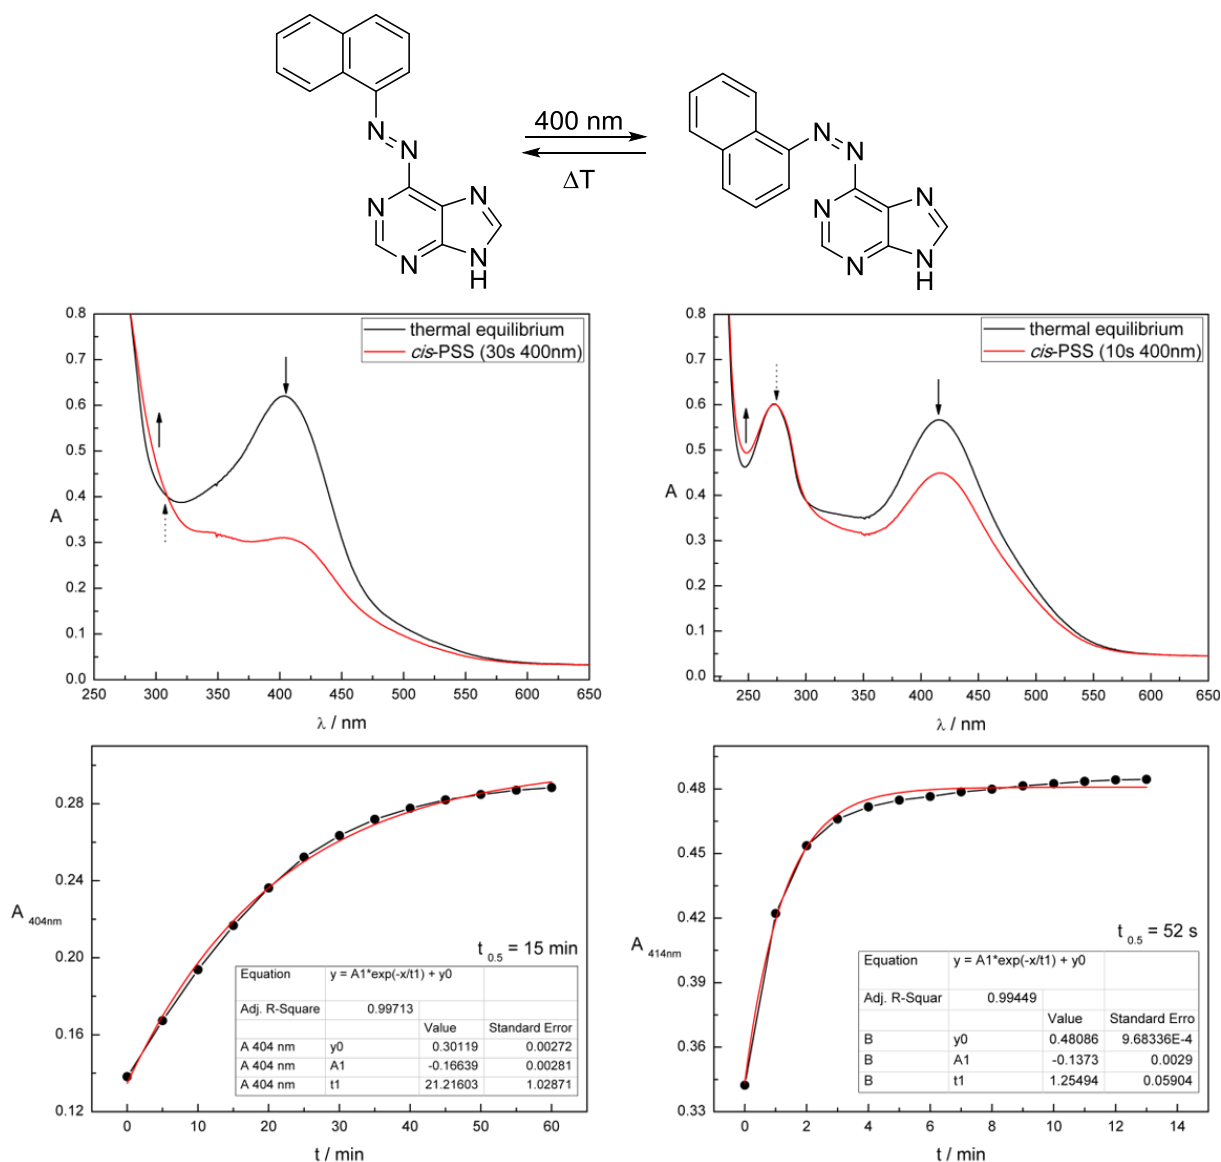 N
N
N
N
N
N
H
400 nm
ΔT
N
N
N
N
N
N
H
thermal equilibrium
cis-PSS (30s 400nm)
0.8
0.7
0.6
0.5
0.4
0.3
0.2
0.1
0.0
A
250 300 350 400 450 500 550 600 650
λ / nm
thermal equilibrium
cis-PSS (10s 400nm)
0.8
0.7
0.6
0.5
0.4
0.3
0.2
0.1
0.0
A
250 300 350 400 450 500 550 600 650
λ / nm
0.28
0.24
0.20
0.16
0.12
A 404nm
t 0.5 = 15 min
Equation y = A1*exp(-x/t1) + y0
Adj. R-Square 0.99713
Value Standard Error
A 404 nm y0 0.30119 0.00272
A 404 nm A1 -0.16639 0.00281
A 404 nm t1 21.21603 1.02871
0 10 20 30 40 50 60
t / min
0.48
0.45
0.42
0.39
0.36
0.33
A 414nm
t 0.5 = 52 s
Equation y = A1*exp(-x/t1) + y0
Adj. R-Squar 0.99449
Value Standard Erro
B y0 0.48086 9.68336E-4
B A1 -0.1373 0.0029
B t1 1.25494 0.05904
0 2 4 6 8 10 12 14
t / min